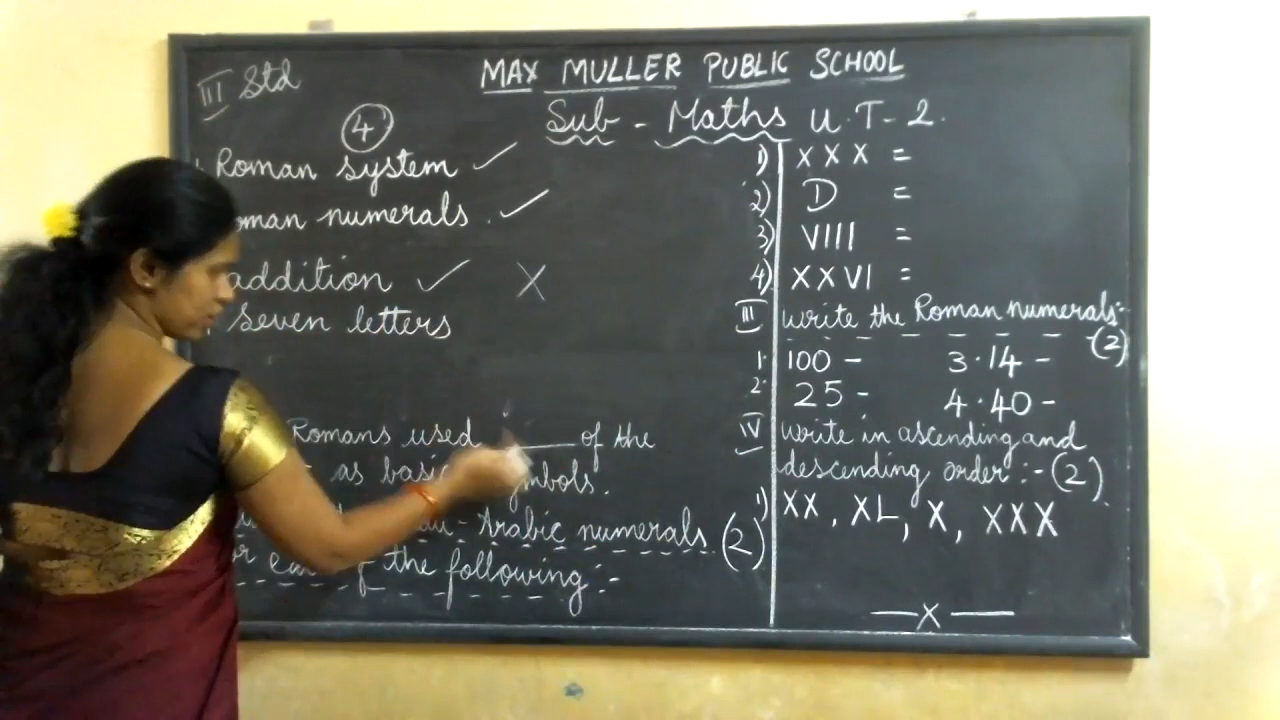 III Std
MAX MULLER PUBLIC SCHOOL
Sub - Maths U.T-2.
4
Roman system ✓
numerals. ✓
addition ✓ X
Seven letters
Romans used ____ of the
as basic symbols.
- Arabic numerals (2)
of the following:-
1) XXX =
2) D =
3) VIII =
4) XXVI =
III write the Roman numerals:-
(2)
1. 100 - 3. 14 -
2. 25 - 4. 40 -
IV write in ascending and
descending order:- (2)
1) XX, XL, X, XXX
—X—